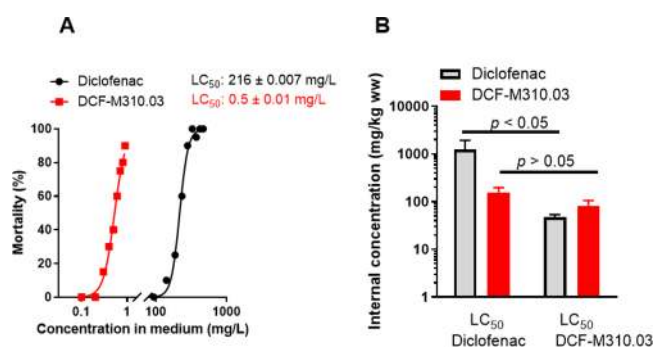 A
Diclofenac
DCF-M310.03
LC50: 216 ± 0.007 mg/L
LC50: 0.5 ± 0.01 mg/L
Mortality (%)
100
80
60
40
20
0
0.1
1
100
1000
Concentration in medium (mg/L)
B
Diclofenac
DCF-M310.03
Internal concentration (mg/kg ww)
10000
1000
100
10
1
p < 0.05
p > 0.05
LC50
Diclofenac
LC50
DCF-M310.03